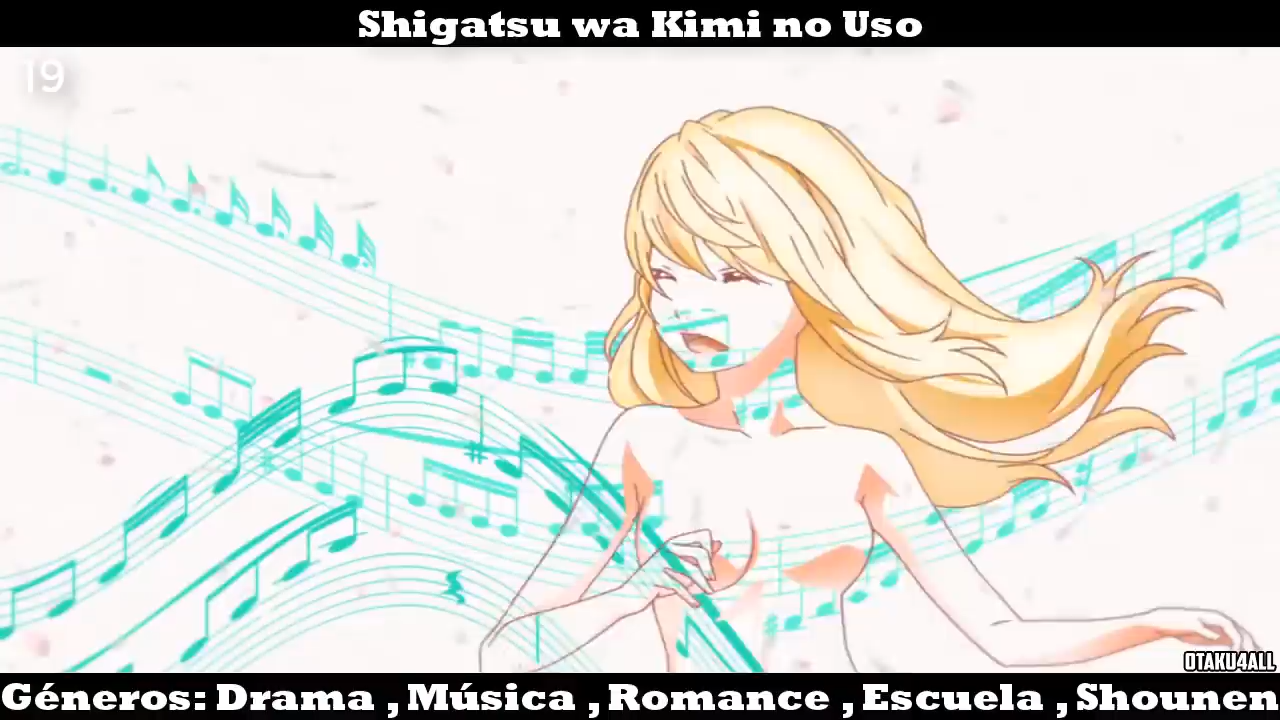 Shigatsu wa Kimi no Uso
19
OTAKU4ALL
Géneros: Drama , Música , Romance , Escuela , Shounen